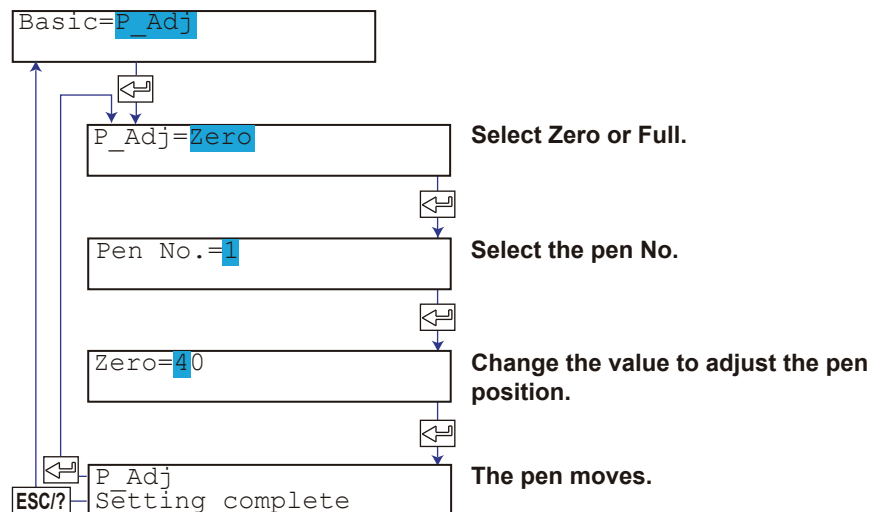 Basic=P_Adj
P_Adj=Zero
Select Zero or Full.
Pen No.=1
Select the pen No.
Zero=40
Change the value to adjust the pen
position.
P_Adj
The pen moves.
ESC/?
Setting complete